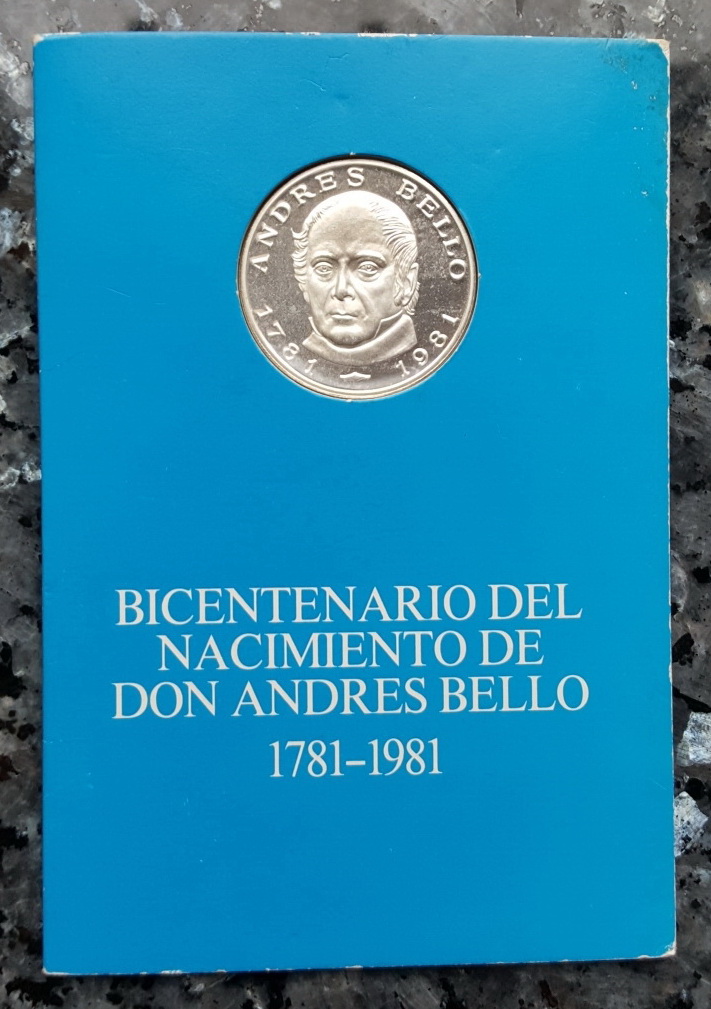 ANDRES BELLO
1781 – 1981
BICENTENARIO DEL
NACIMIENTO DE
DON ANDRES BELLO
1781–1981